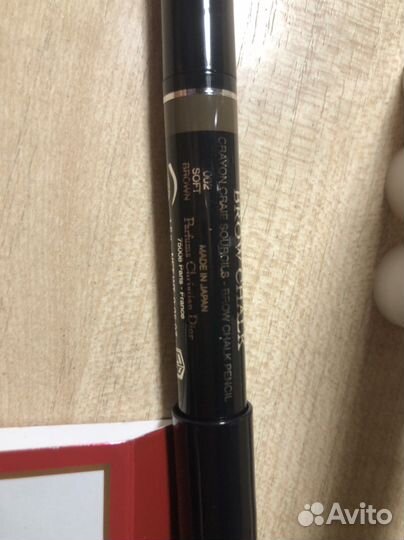 BROW CHALK
CRAYON CRAIE SOURCILS - BROW CHALK PENCIL
002
SOFT
BROWN
MADE IN JAPAN
Parfums Christian Dior
75008 Paris - France
Avito